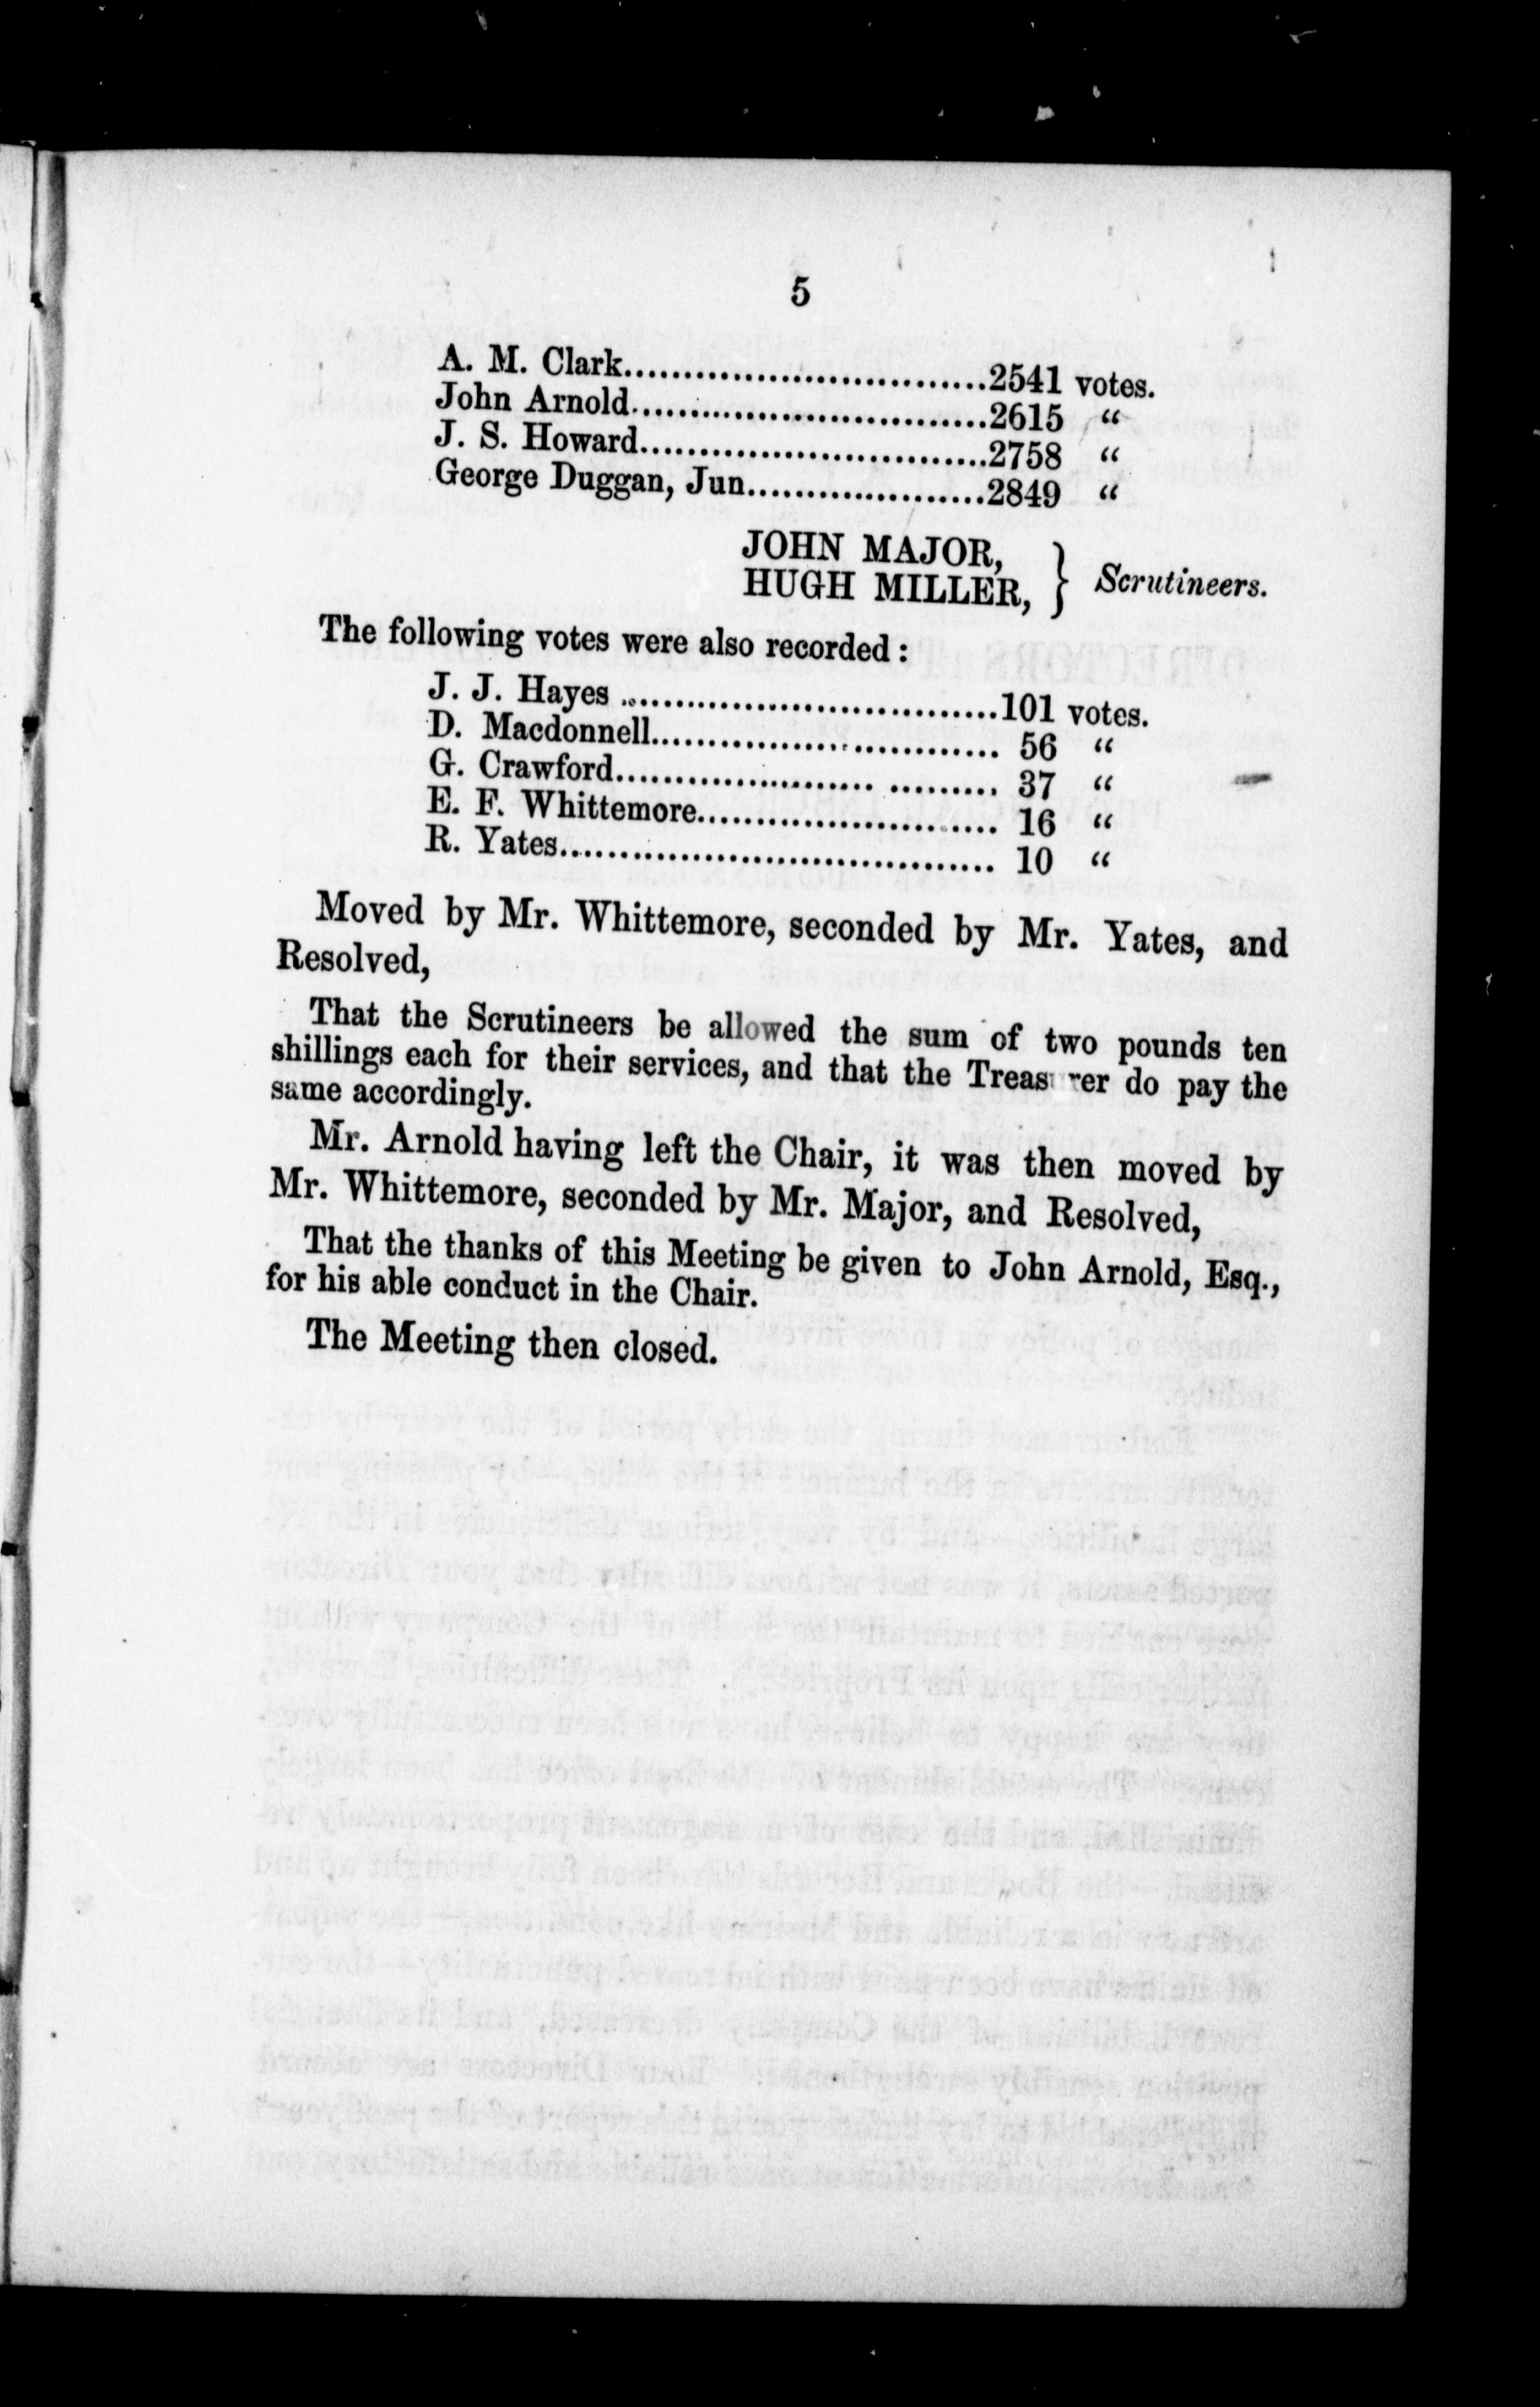 5
A. M. Clark..............................2541 votes.
John Arnold..............................2615 “
J. S. Howard.............................2758 “
George Duggan, Jun....................2849 “
JOHN MAJOR,
HUGH MILLER, } Scrutineers.
The following votes were also recorded :
J. J. Hayes ................................101 votes.
D. Macdonnell............................. 56 “
G. Crawford...................... ......... 37 “
E. F. Whittemore......................... 16 “
R. Yates.................................... 10 “
Moved by Mr. Whittemore, seconded by Mr. Yates, and
Resolved,
That the Scrutineers be allowed the sum of two pounds ten
shillings each for their services, and that the Treasurer do pay the
same accordingly.
Mr. Arnold having left the Chair, it was then moved by
Mr. Whittemore, seconded by Mr. Major, and Resolved,
That the thanks of this Meeting be given to John Arnold, Esq.,
for his able conduct in the Chair.
The Meeting then closed.